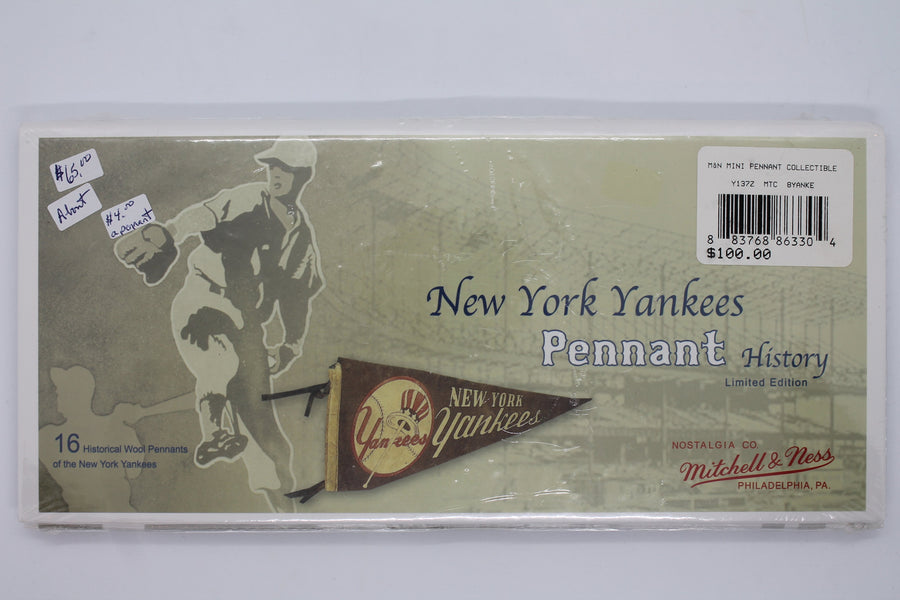 $65.00
About
$4.00
a pennant
M&N MINI PENNANT COLLECTIBLE
Y137Z MTC BYANKE
8 83768 86330 4
$100.00
New York Yankees
Pennant History
Limited Edition
NEW-YORK
Yankees
Yankees
16 Historical Wool Pennants
of the New York Yankees
NOSTALGIA CO.
Mitchell & Ness
PHILADELPHIA, PA.